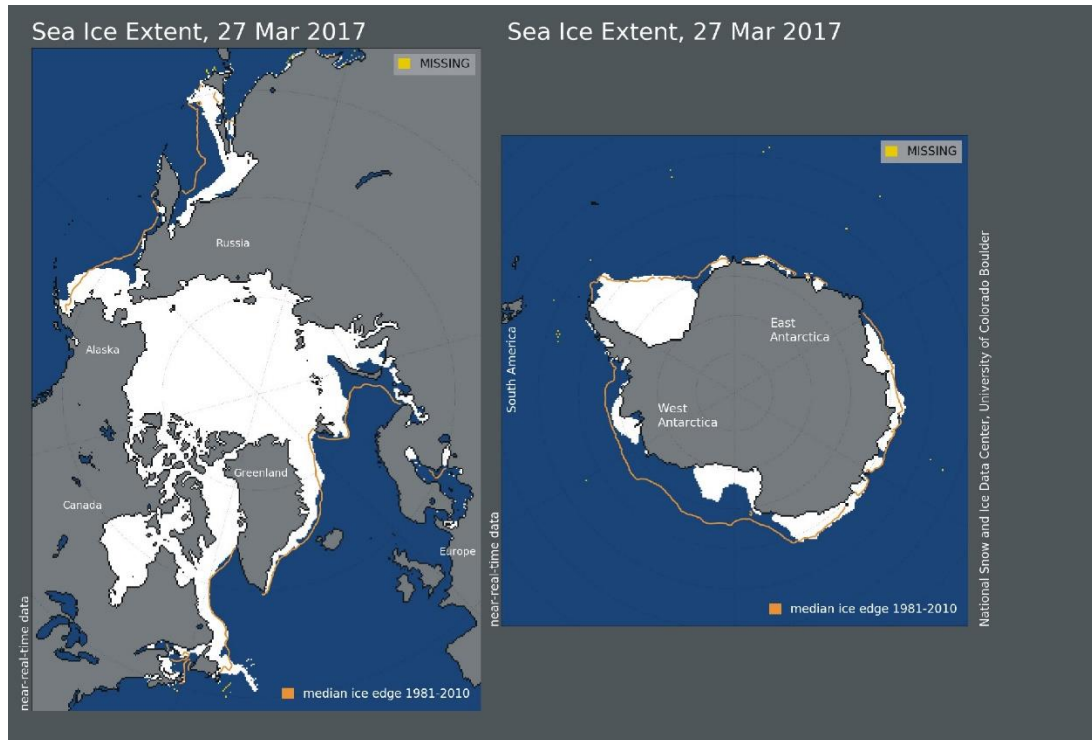 Sea Ice Extent, 27 Mar 2017
MISSING
Russia
Alaska
Greenland
Canada
Europe
near-real-time data
median ice edge 1981-2010
Sea Ice Extent, 27 Mar 2017
MISSING
East
Antarctica
South America
West
Antarctica
near-real-time data
median ice edge 1981-2010
National Snow and Ice Data Center, University of Colorado Boulder